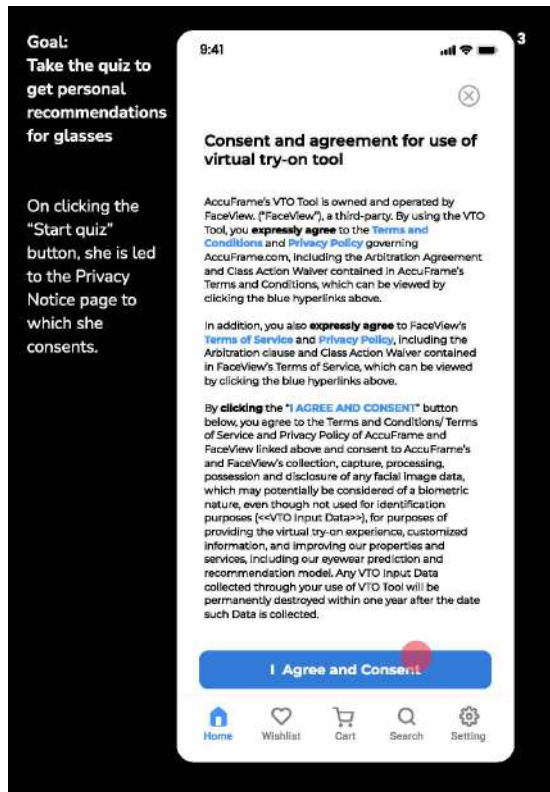 Goal:
Take the quiz to
get personal
recommendations
for glasses
On clicking the
“Start quiz”
button, she is led
to the Privacy
Notice page to
which she
consents.
3
9:41
Consent and agreement for use of
virtual try-on tool
AccuFrame's VTO Tool is owned and operated by
FaceView. ("FaceView"), a third-party. By using the VTO
Tool, you expressly agree to the Terms and
Conditions and Privacy Policy governing
AccuFrame.com, including the Arbitration Agreement
and Class Action Waiver contained in AccuFrame's
Terms and Conditions, which can be viewed by
clicking the blue hyperlinks above.
In addition, you also expressly agree to FaceView's
Terms of Service and Privacy Policy, including the
Arbitration clause and Class Action Waiver contained
in FaceView's Terms of Service, which can be viewed
by clicking the blue hyperlinks above.
By clicking the "I AGREE AND CONSENT" button
below, you agree to the Terms and Conditions/ Terms
of Service and Privacy Policy of AccuFrame and
FaceView linked above and consent to AccuFrame's
and FaceView's collection, capture, processing,
possession and disclosure of any facial image data,
which may potentially be considered of a biometric
nature, even though not used for identification
purposes (<<VTO Input Data>>), for purposes of
providing the virtual try-on experience, customized
information, and improving our properties and
services, including our eyewear prediction and
recommendation model. Any VTO Input Data
collected through your use of VTO Tool will be
permanently destroyed within one year after the date
such Data is collected.
I Agree and Consent
Home Wishlist Cart Search Setting